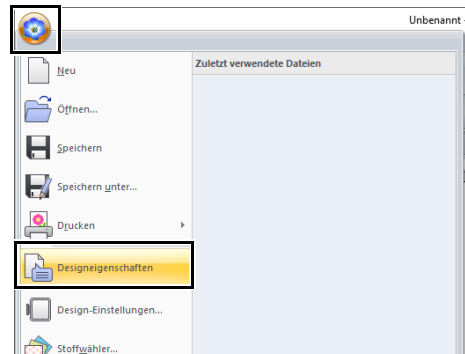 Unbenannt -
Zuletzt verwendete Dateien
Neu
Öffnen...
Speichern
Speichern unter...
Drucken
Designeigenschaften
Design-Einstellungen...
Stoffwähler...